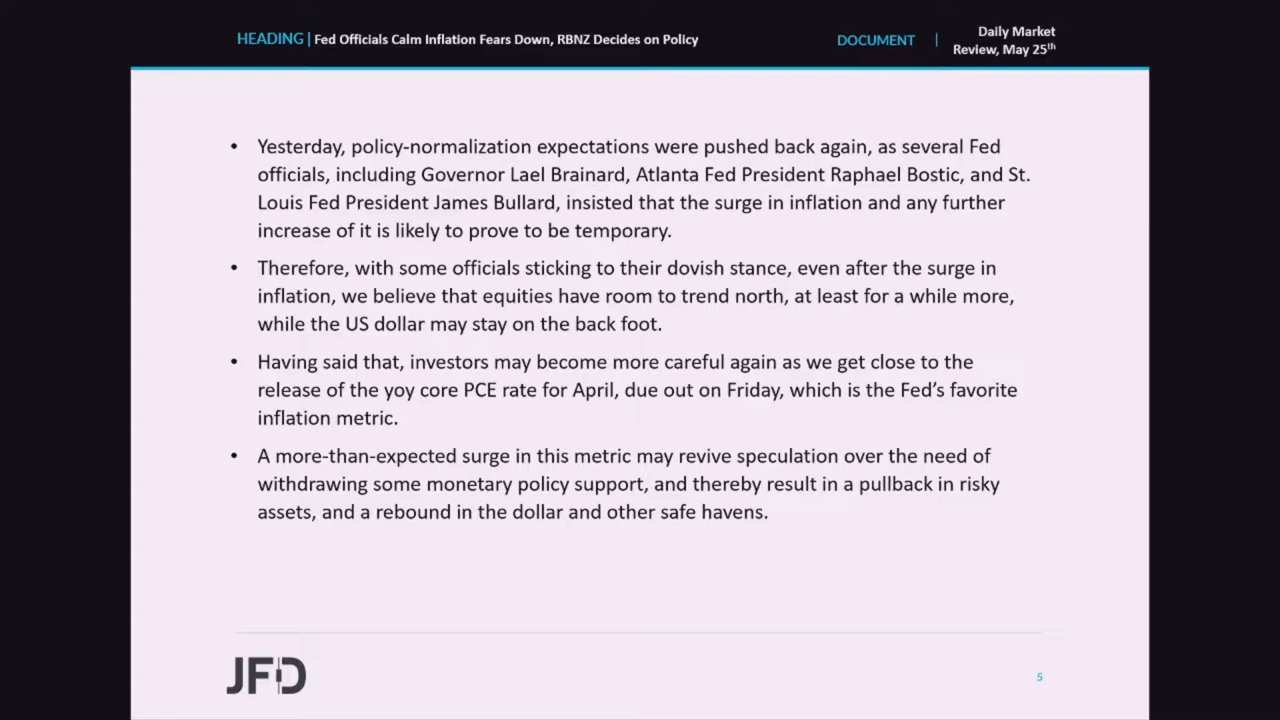 HEADING | Fed Officials Calm Inflation Fears Down, RBNZ Decides on Policy
DOCUMENT | Daily Market
Review, May 25th
• Yesterday, policy-normalization expectations were pushed back again, as several Fed
officials, including Governor Lael Brainard, Atlanta Fed President Raphael Bostic, and St.
Louis Fed President James Bullard, insisted that the surge in inflation and any further
increase of it is likely to prove to be temporary.
• Therefore, with some officials sticking to their dovish stance, even after the surge in
inflation, we believe that equities have room to trend north, at least for a while more,
while the US dollar may stay on the back foot.
• Having said that, investors may become more careful again as we get close to the
release of the yoy core PCE rate for April, due out on Friday, which is the Fed’s favorite
inflation metric.
• A more-than-expected surge in this metric may revive speculation over the need of
withdrawing some monetary policy support, and thereby result in a pullback in risky
assets, and a rebound in the dollar and other safe havens.
JFD
5